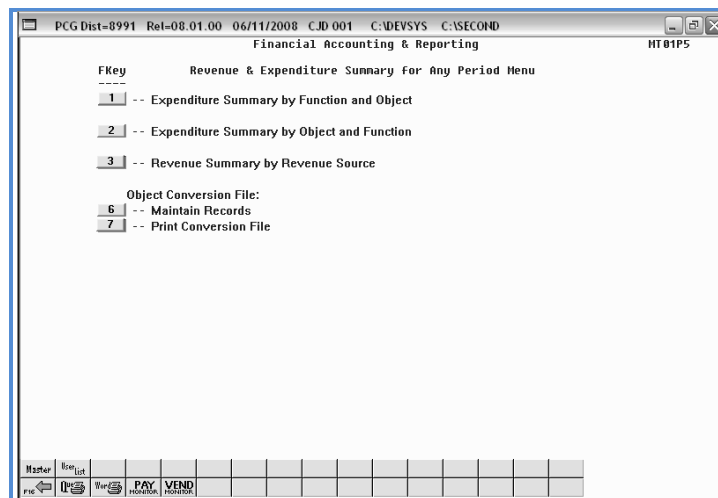 PCG Dist=8991 Rel=08.01.00 06/11/2008 CJD 001 C:\DEVSYS C:\SECOND
Financial Accounting & Reporting MT01P5
FKey Revenue & Expenditure Summary for Any Period Menu
----
1 -- Expenditure Summary by Function and Object
2 -- Expenditure Summary by Object and Function
3 -- Revenue Summary by Revenue Source
Object Conversion File:
6 -- Maintain Records
7 -- Print Conversion File
Master User list
F16 Que Word PAY MONITOR VEND MONITOR